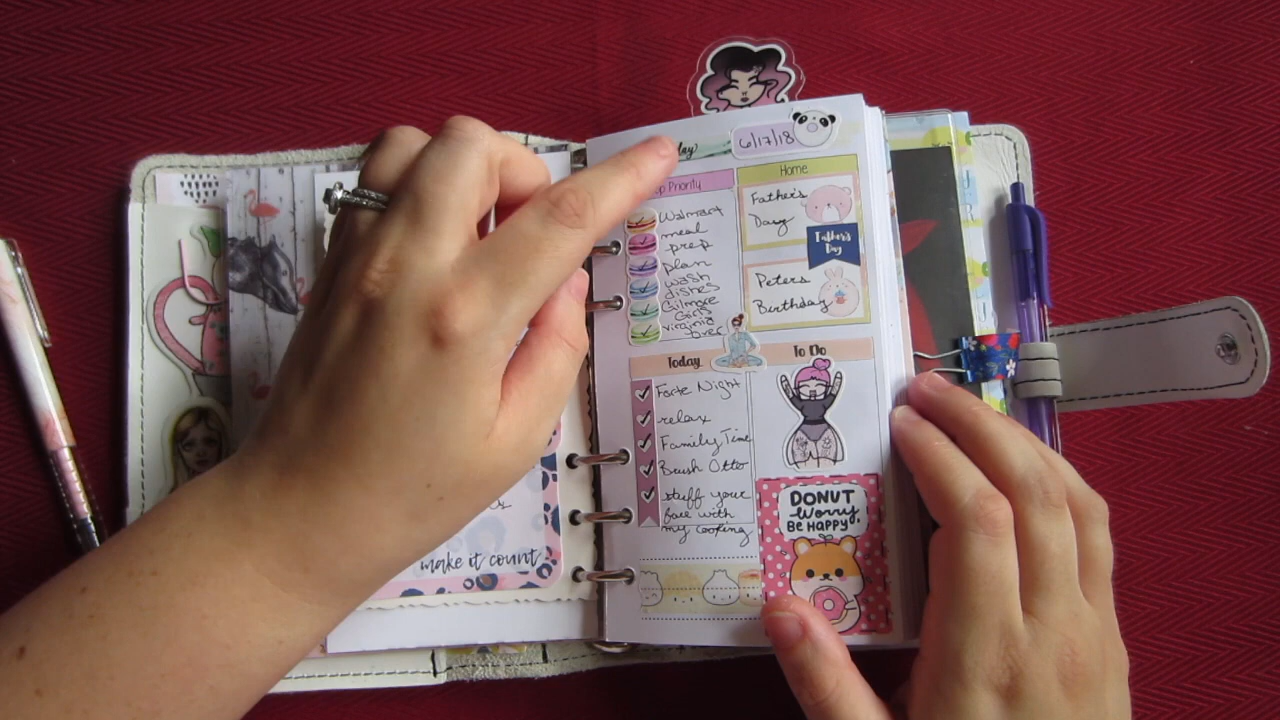 6/17/18
Top Priority
Walmart
meal
prep
plan
wash
dishes
Gilmore
Girls
virginia
over
Home
Father's
Day
Father's
Day
Peters
Birthday
Today
Forte Night
relax
Family Time
Brush Otto
stuff your
face with
my cooking
To Do
DONUT
Worry
BE HAPPY.
make it count